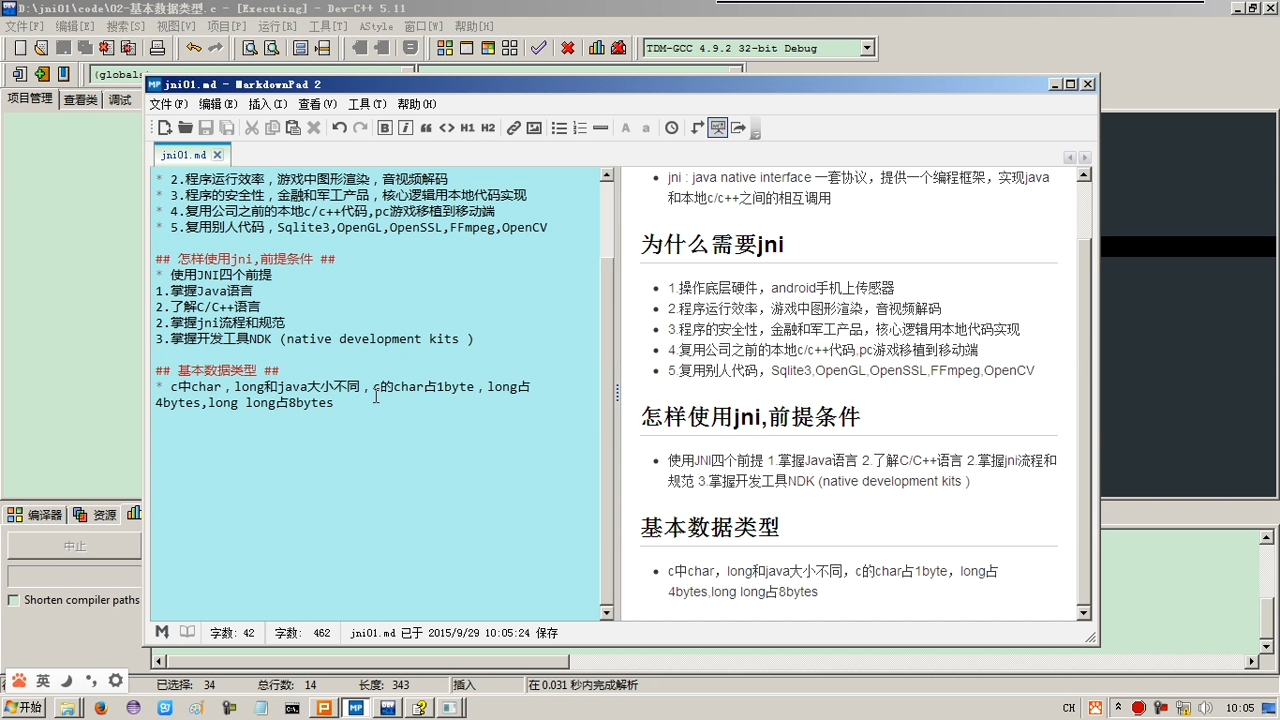 D:\jni01\code\02-基本数据类型.c - [Executing] - Dev-C++ 5.11
文件[F] 编辑[E] 搜索[S] 视图[V] 项目[P] 运行[R] 工具[T] AStyle 窗口[W] 帮助[H]
TDM-GCC 4.9.2 32-bit Debug
(globals
项目管理 查看类 调试
jni01.md - MarkdownPad 2
文件(F) 编辑(E) 插入(I) 查看(V) 工具(T) 帮助(H)
B I H1 H2 A a
jni01.md
* 2.程序运行效率，游戏中图形渲染，音视频解码
* 3.程序的安全性，金融和军工产品，核心逻辑用本地代码实现
* 4.复用公司之前的本地c/c++代码,pc游戏移植到移动端
* 5.复用别人代码，Sqlite3,OpenGL,OpenSSL,FFmpeg,OpenCV
## 怎样使用jni,前提条件 ##
* 使用JNI四个前提
1.掌握Java语言
2.了解C/C++语言
2.掌握jni流程和规范
3.掌握开发工具NDK (native development kits )
## 基本数据类型 ##
* c中char，long和java大小不同，c的char占1byte，long占
4bytes,long long占8bytes
• jni : java native interface 一套协议，提供一个编程框架，实现java
和本地c/c++之间的相互调用
为什么需要jni
• 1.操作底层硬件，android手机上传感器
• 2.程序运行效率，游戏中图形渲染，音视频解码
• 3.程序的安全性，金融和军工产品，核心逻辑用本地代码实现
• 4.复用公司之前的本地c/c++代码,pc游戏移植到移动端
• 5.复用别人代码，Sqlite3,OpenGL,OpenSSL,FFmpeg,OpenCV
怎样使用jni,前提条件
• 使用JNI四个前提 1.掌握Java语言 2.了解C/C++语言 2.掌握jni流程和
规范 3.掌握开发工具NDK (native development kits )
基本数据类型
• c中char，long和java大小不同，c的char占1byte，long占
4bytes,long long占8bytes
编译器 资源
中止
Shorten compiler paths
字数: 42 字数: 462 jni01.md 已于 2015/9/29 10:05:24 保存
英
已选择: 34 总行数: 14 长度: 343 插入 在 0.031 秒内完成解析
开始 CH 10:05